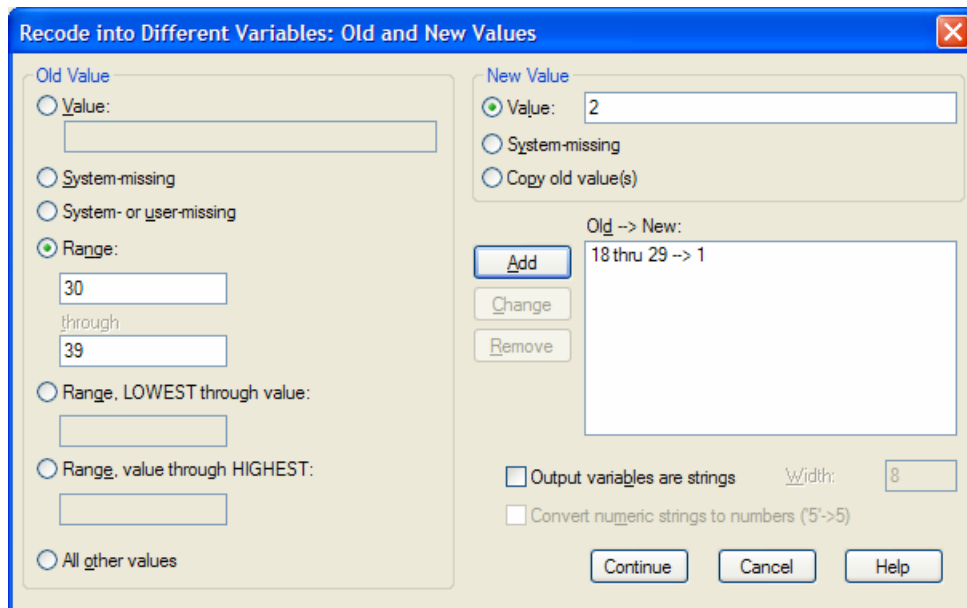 Recode into Different Variables: Old and New Values
Old Value
Value:
System-missing
System- or user-missing
Range:
30
through
39
Range, LOWEST through value:
Range, value through HIGHEST:
All other values
New Value
Value: 2
System-missing
Copy old value(s)
Old --> New:
Add
Change
Remove
18 thru 29 --> 1
Output variables are strings Width: 8
Convert numeric strings to numbers ('5'->5)
Continue Cancel Help